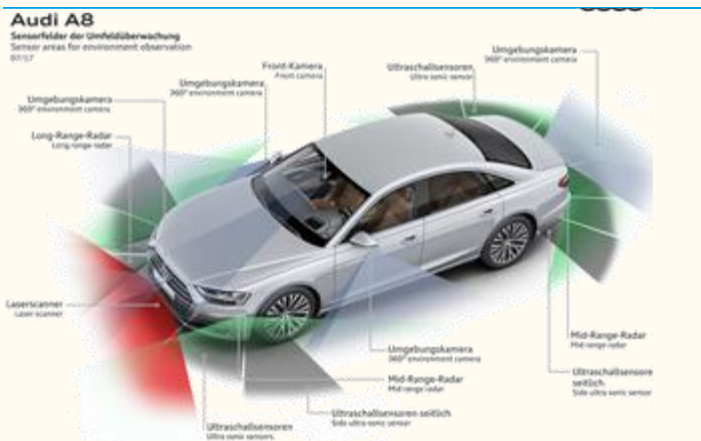 Audi A8
Sensorfelder der Umfeldüberwachung
Sensor areas for environment observation
07/17
Umgebungskamera
360° environment camera
Front-Kamera
Front camera
Ultraschallsensoren
Ultra sonic sensor
Umgebungskamera
360° environment camera
Umgebungskamera
360° environment camera
Long-Range-Radar
Long range radar
Laserscanner
Laser scanner
Umgebungskamera
360° environment camera
Mid-Range-Radar
Mid range radar
Mid-Range-Radar
Mid range radar
Ultraschallsensore
seitlich
Side ultra sonic sensor
Ultraschallsensoren seitlich
Side ultra sonic sensor
Ultraschallsensoren
Ultra sonic sensors